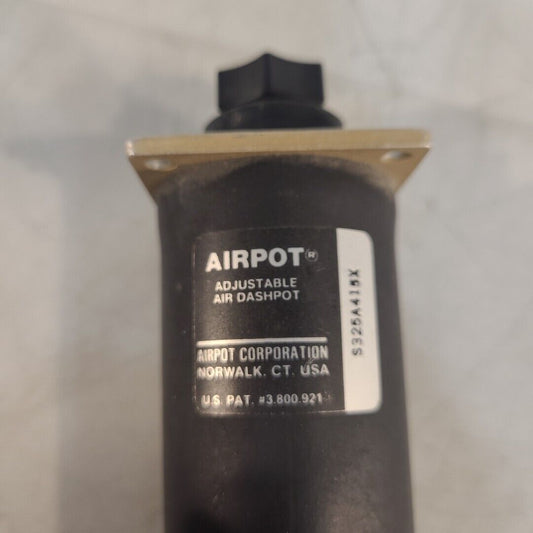 AIRPOT®
ADJUSTABLE
AIR DASHPOT
AIRPOT CORPORATION
NORWALK, CT. USA
U.S. PAT. #3.800.921
S325A415X